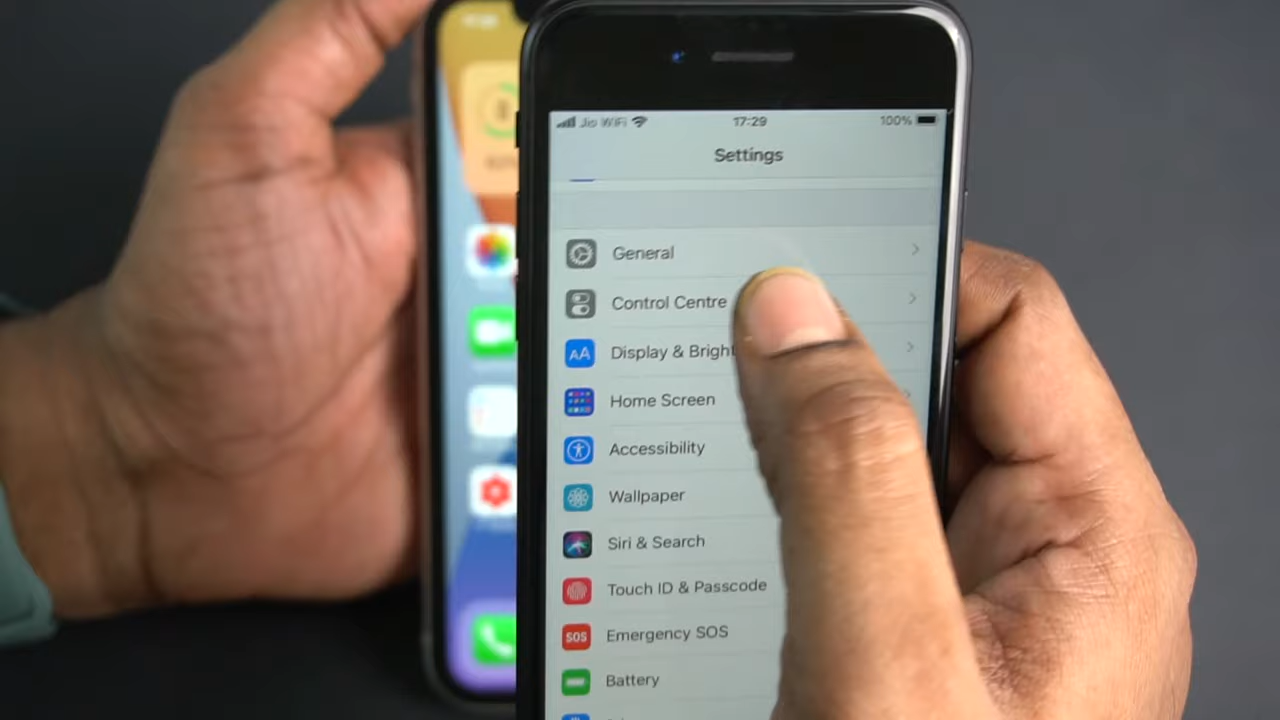 Jio WiFi 17:29 100%
Settings
General
Control Centre
AA Display & Bright
Home Screen
Accessibility
Wallpaper
Siri & Search
Touch ID & Passcode
SOS Emergency SOS
Battery